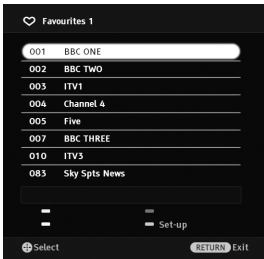 Favourites 1
001 BBC ONE
002 BBC TWO
003 ITV1
004 Channel 4
005 Five
007 BBC THREE
010 ITV3
083 Sky Spts News
Set-up
Select RETURN Exit